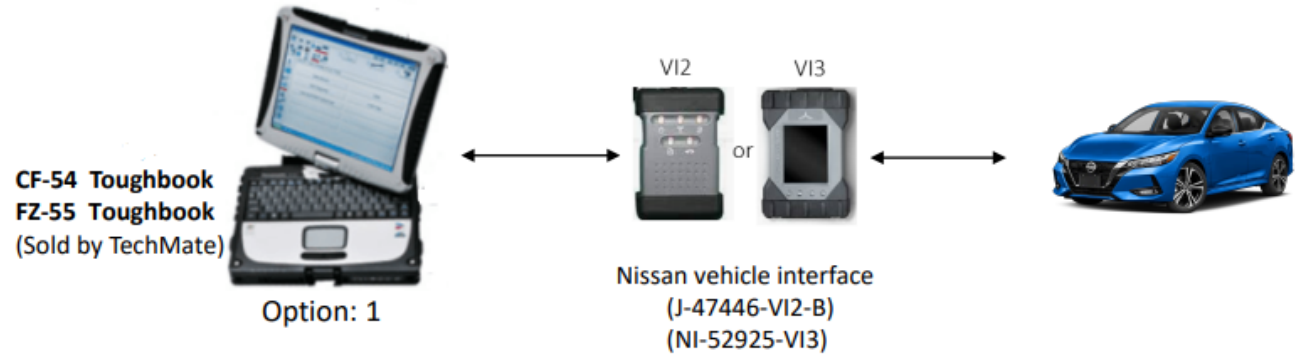 VI2
VI3
or
CF-54 Toughbook
FZ-55 Toughbook
(Sold by TechMate)
Option: 1
Nissan vehicle interface
(J-47446-VI2-B)
(NI-52925-VI3)